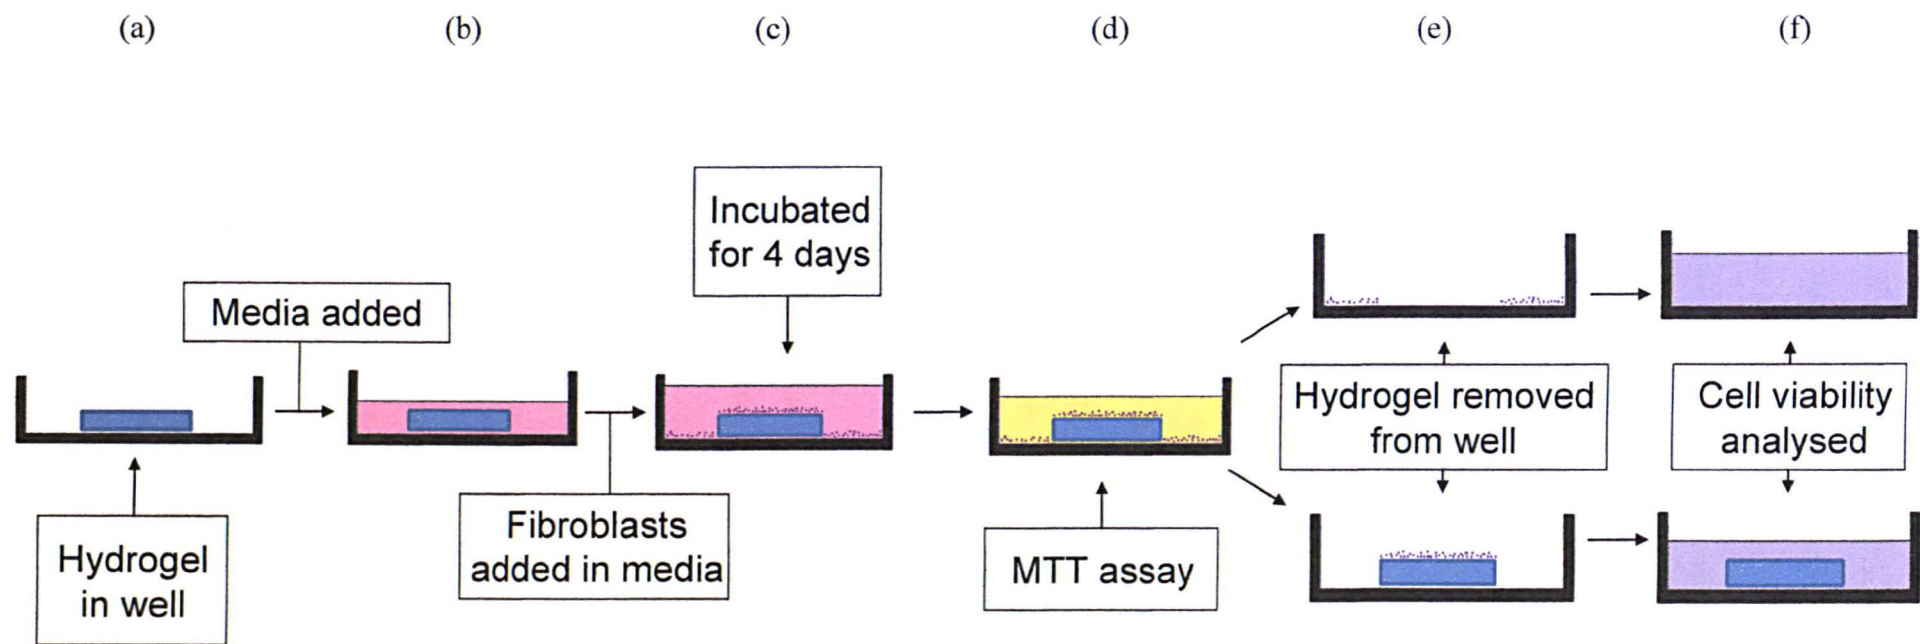 (a)
(b)
(c)
(d)
(e)
(f)
Incubated
for 4 days
Media added
Hydrogel removed
from well
Cell viability
analysed
Fibroblasts
added in media
Hydrogel
in well
MTT assay